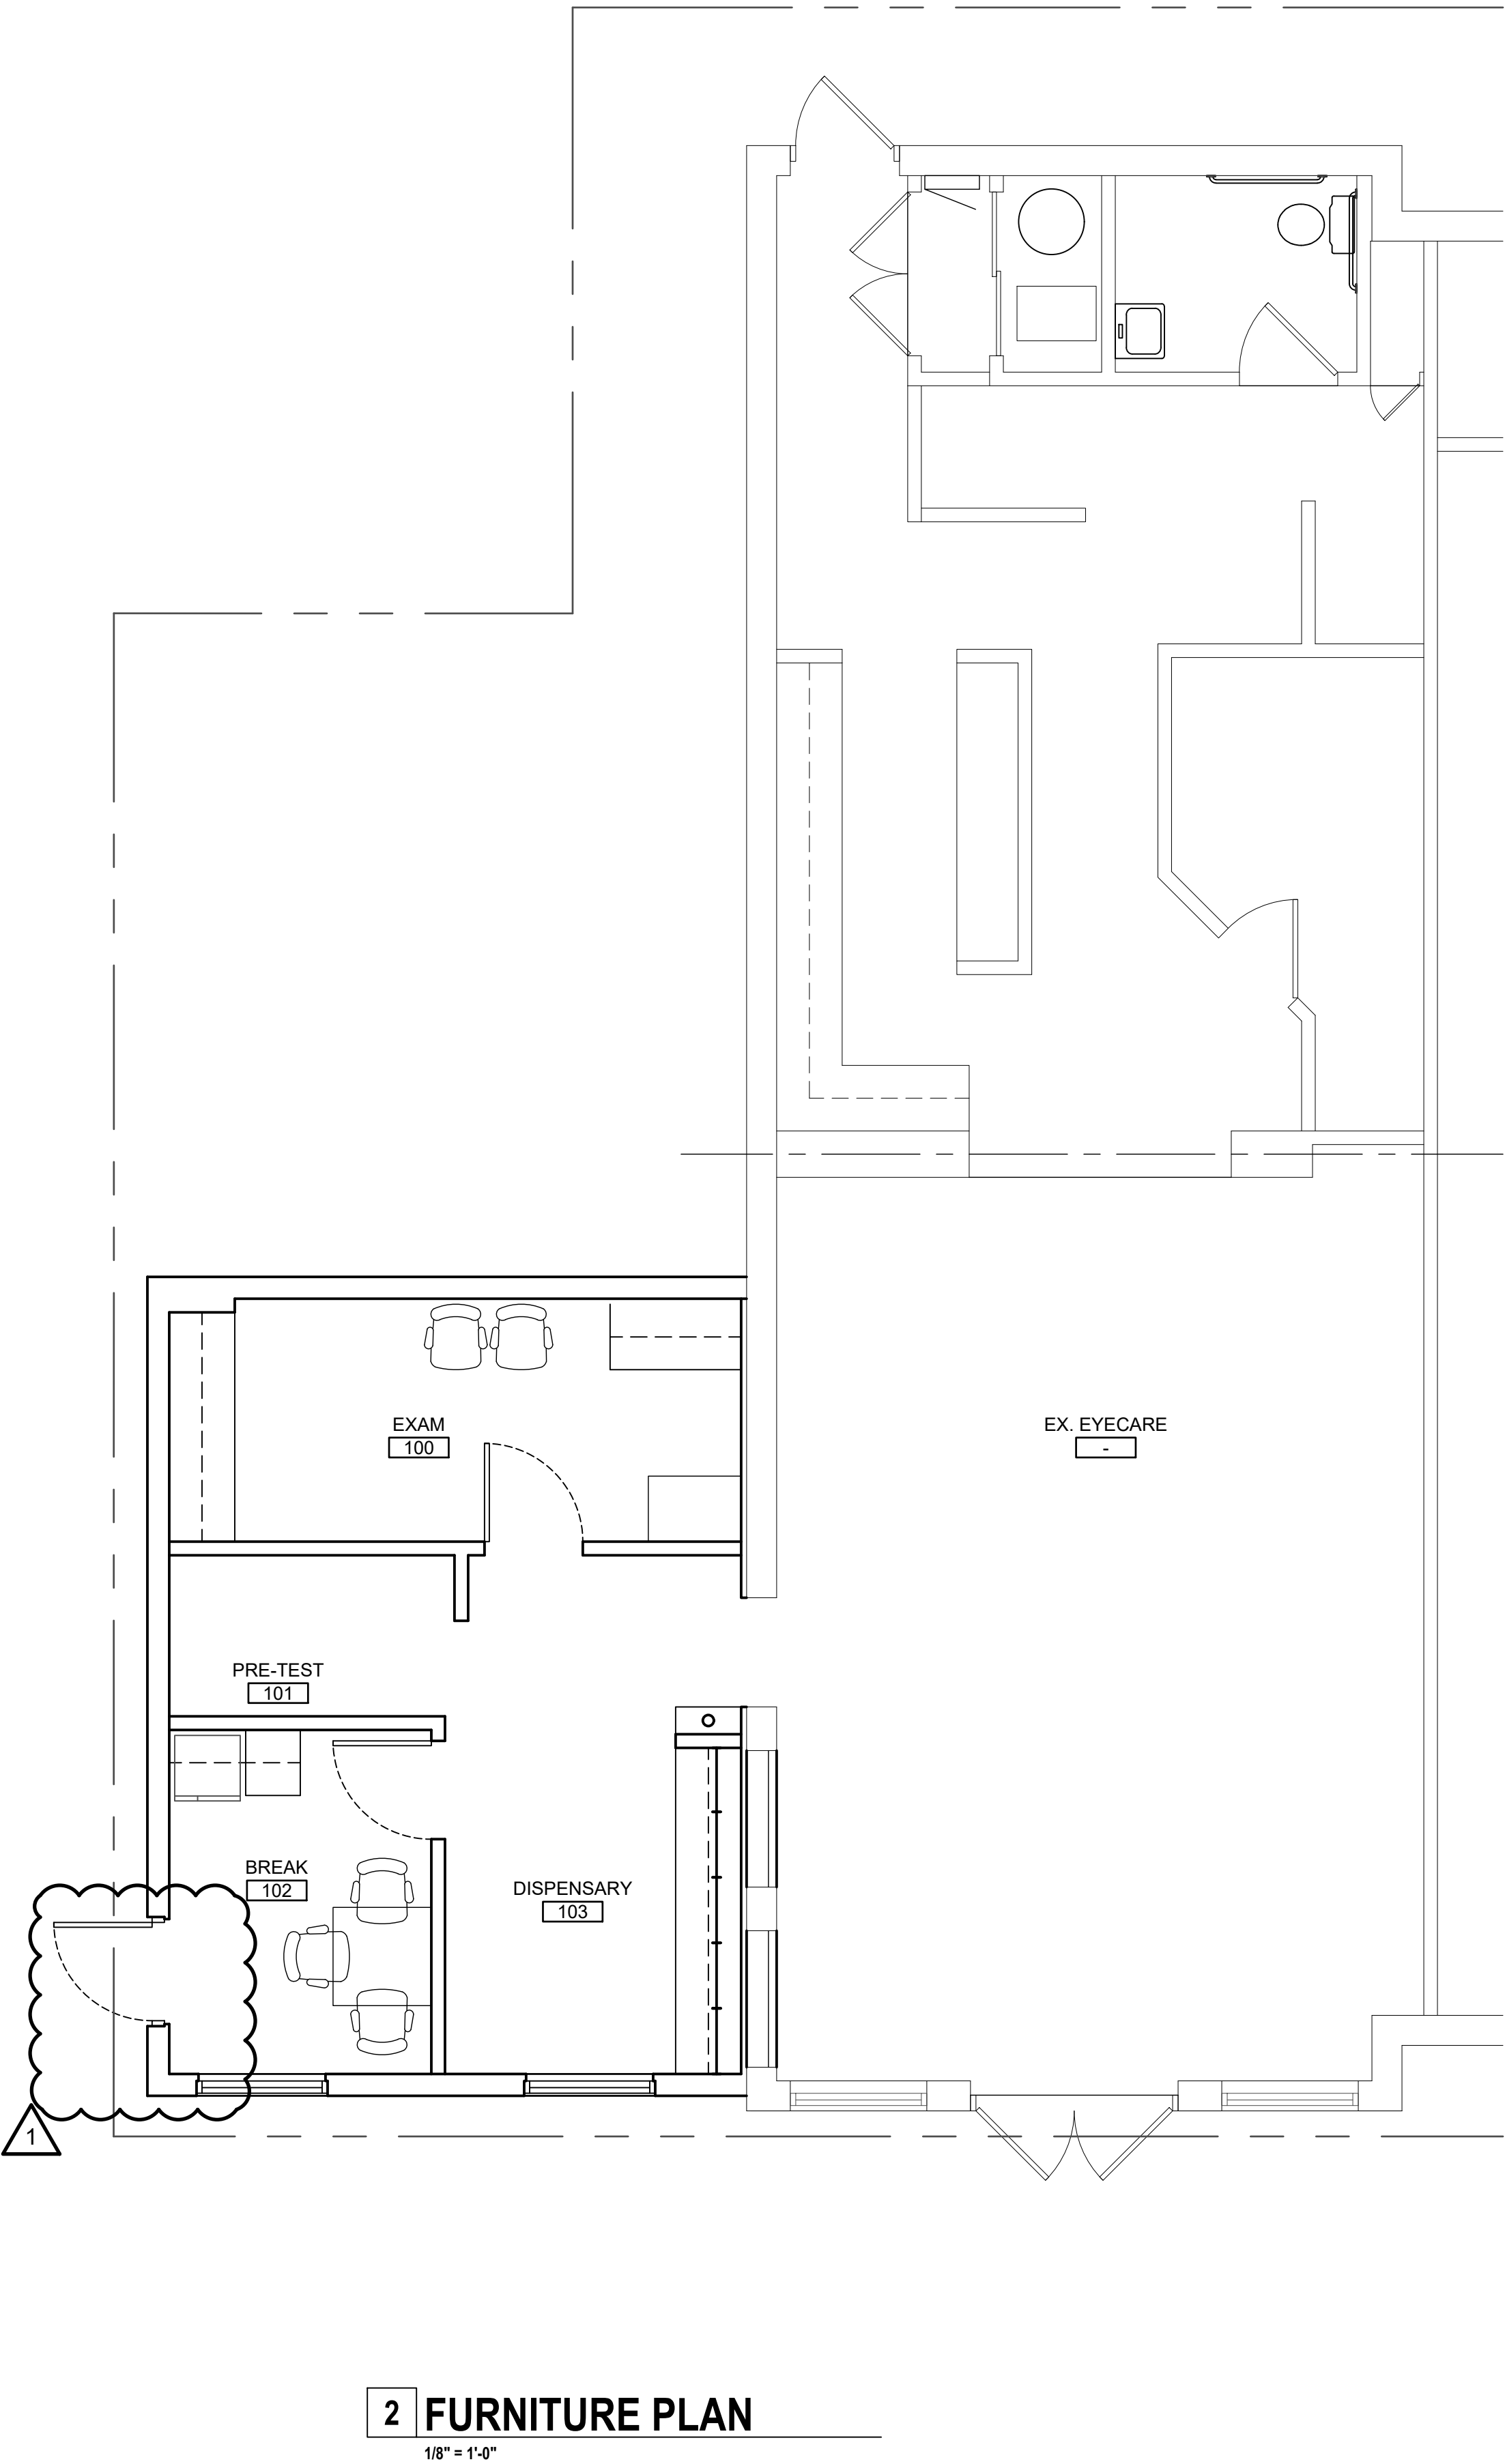 EXAM
100
EX. EYECARE
-
PRE-TEST
101
BREAK
102
DISPENSARY
103
1
2 FURNITURE PLAN
1/8" = 1'-0"